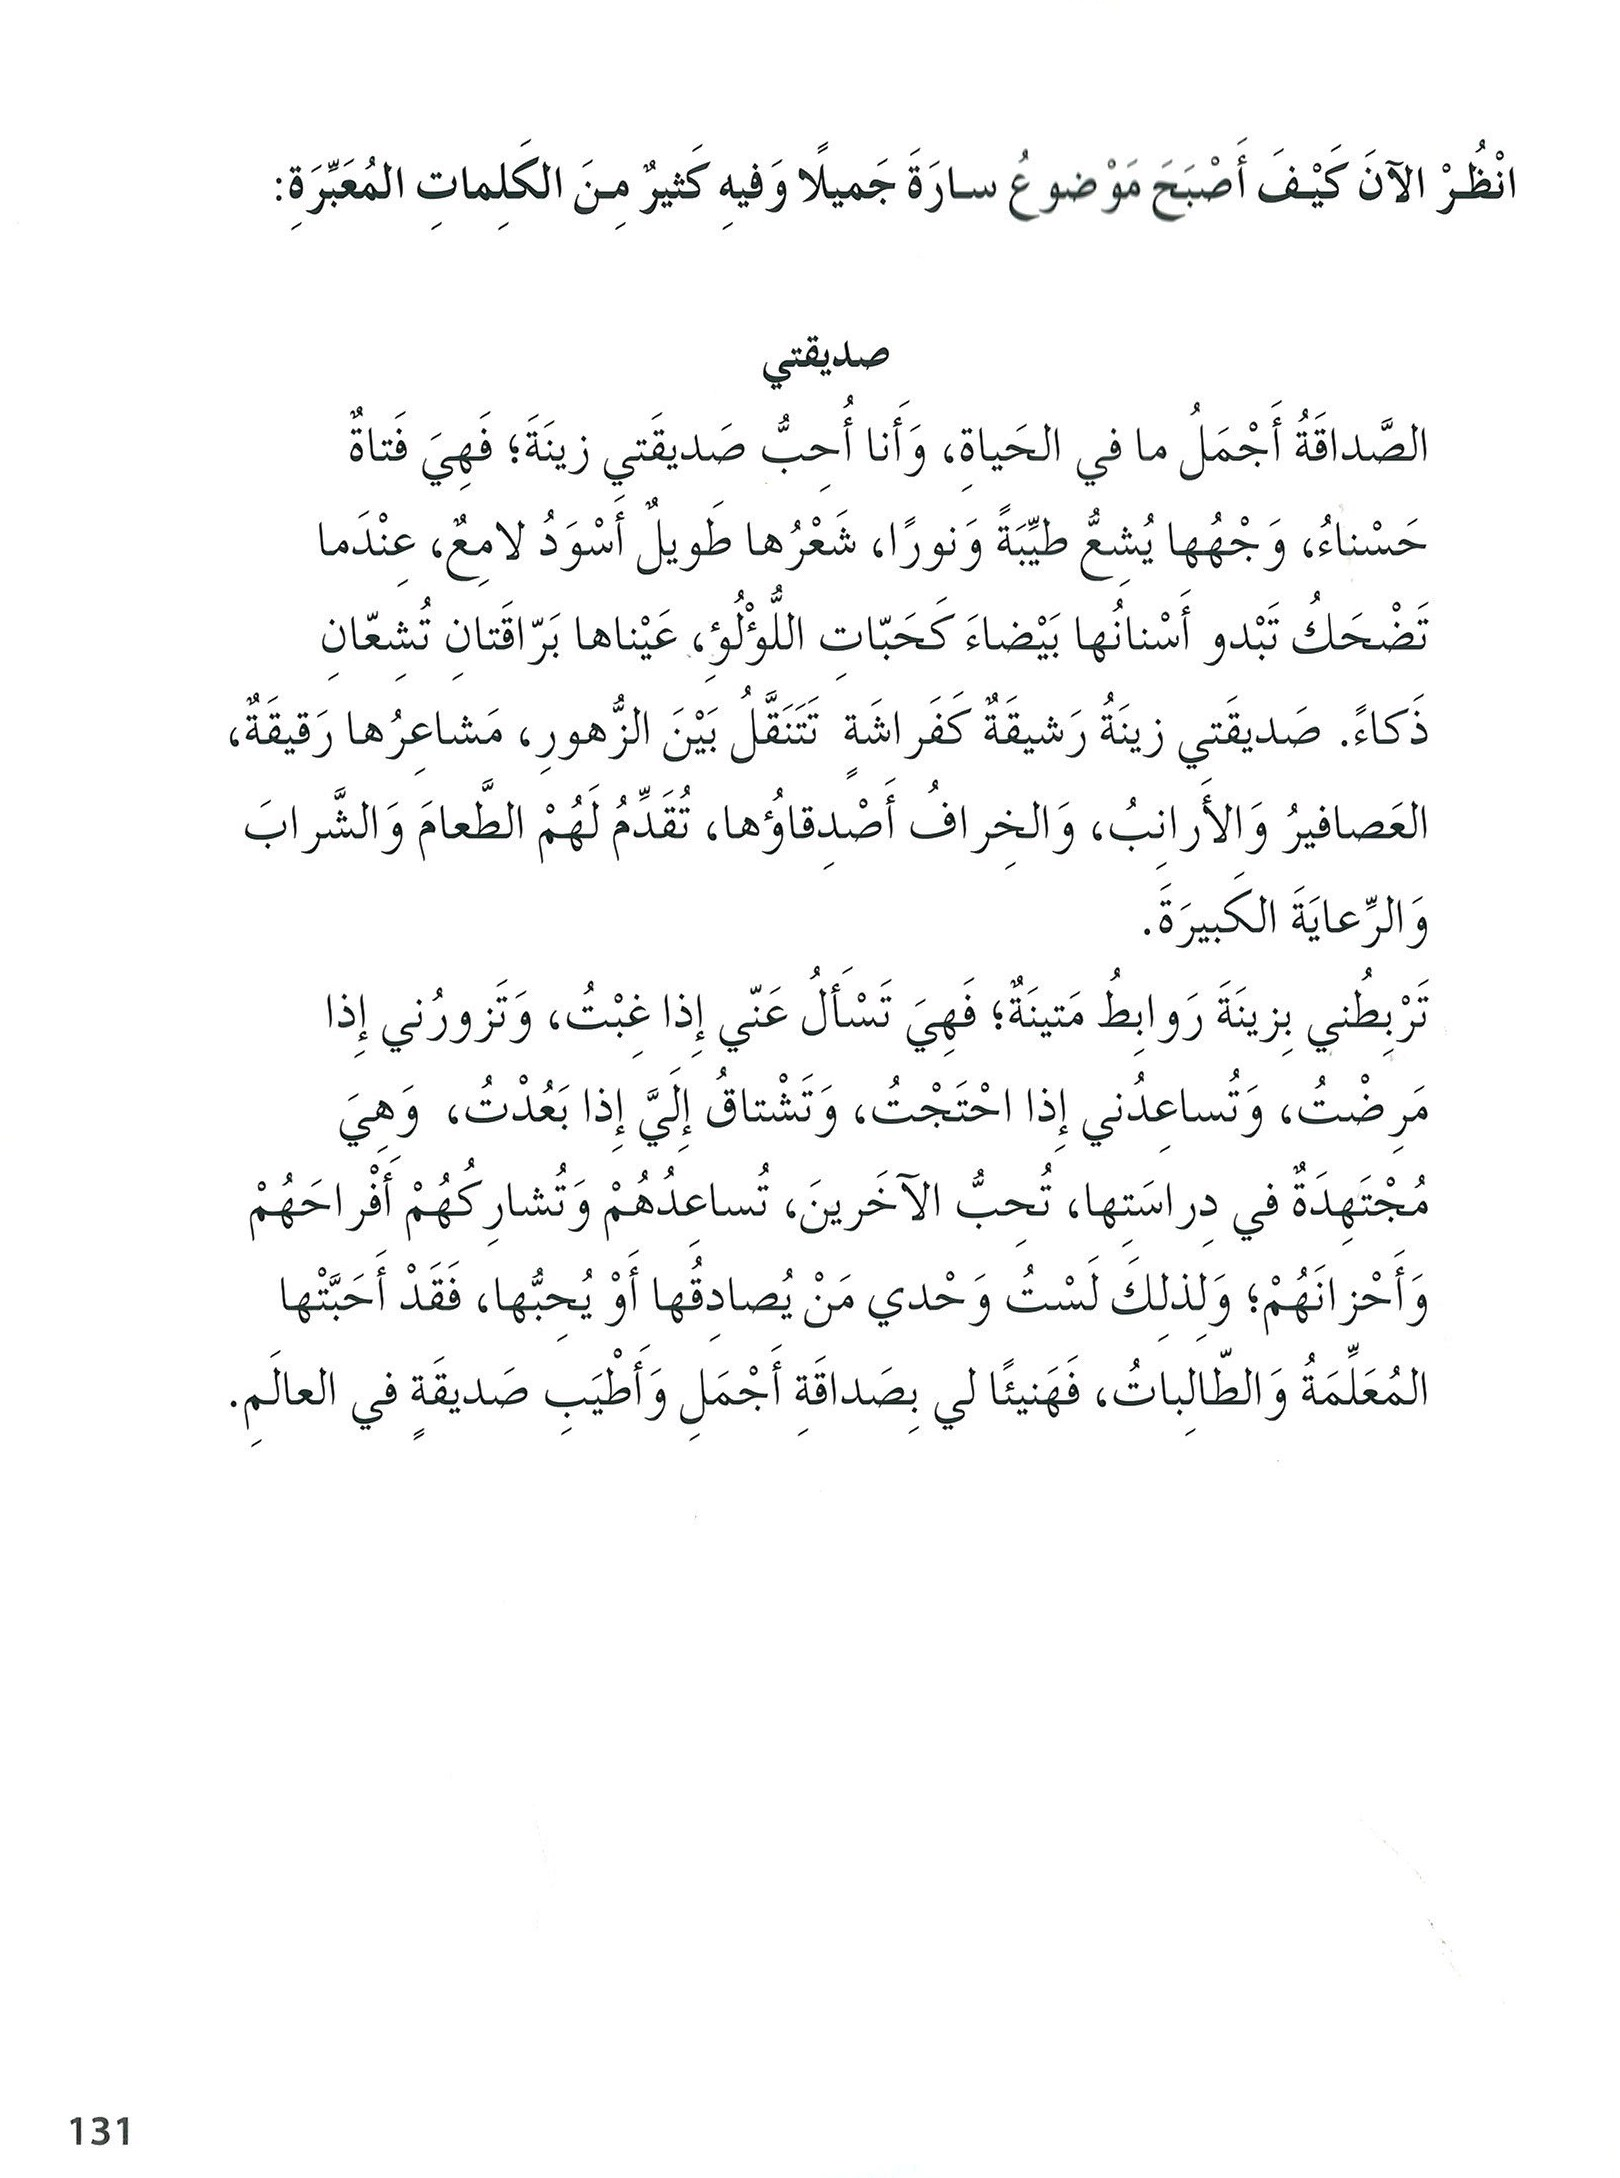 انْظُرْ الآنَ كَيْفَ أَصْبَحَ مَوْضوعُ سارَةَ جَميلًا وَفيهِ كَثيرٌ مِنَ الكَلِماتِ المُعَبِّرَةِ:
صديقتي
الصَّداقَةُ أَجْمَلُ ما في الحَياةِ، وَأَنا أُحِبُّ صَديقَتي زينَةَ؛ فَهِيَ فَتاةٌ
حَسْناءُ، وَجْهُها يُشِعُّ طيِّبَةً وَنورًا، شَعْرُها طَويلٌ أَسْوَدُ لامِعٌ، عِنْدَما
تَضْحَكُ تَبْدو أَسْنانُها بَيْضاءَ كَحَبّاتِ اللُّؤْلُؤِ، عَيْناها بَرّاقَتانِ تُشِعّانِ
ذَكاءً. صَديقَتي زينَةُ رَشيقَةٌ كَفَراشَةٍ تَتَنَقَّلُ بَيْنَ الزُّهورِ، مَشاعِرُها رَقيقَةٌ،
العَصافيرُ وَالأَرانِبُ، وَالخِرافُ أَصْدِقاؤُها، تُقَدِّمُ لَهُمْ الطَّعامَ وَالشَّرابَ
وَالرِّعايَةَ الكَبيرَةَ.
تَرْبِطُني بِزينَةَ رَوابِطُ مَتينَةٌ؛ فَهِيَ تَسْأَلُ عَنّي إِذا غِبْتُ، وَتَزورُني إِذا
مَرِضْتُ، وَتُساعِدُني إِذا احْتَجْتُ، وَتَشْتاقُ إِلَيَّ إِذا بَعُدْتُ، وَهِيَ
مُجْتَهِدَةٌ في دِراسَتِها، تُحِبُّ الآخَرينَ، تُساعِدُهُمْ وَتُشارِكُهُمْ أَفْراحَهُمْ
وَأَحْزانَهُمْ؛ وَلِذلِكَ لَسْتُ وَحْدي مَنْ يُصادِقُها أَوْ يُحِبُّها، فَقَدْ أَحَبَّتْها
المُعَلِّمَةُ وَالطّالِباتُ، فَهَنيئًا لي بِصَداقَةِ أَجْمَلِ وَأَطْيَبِ صَديقَةٍ في العالَمِ.
131